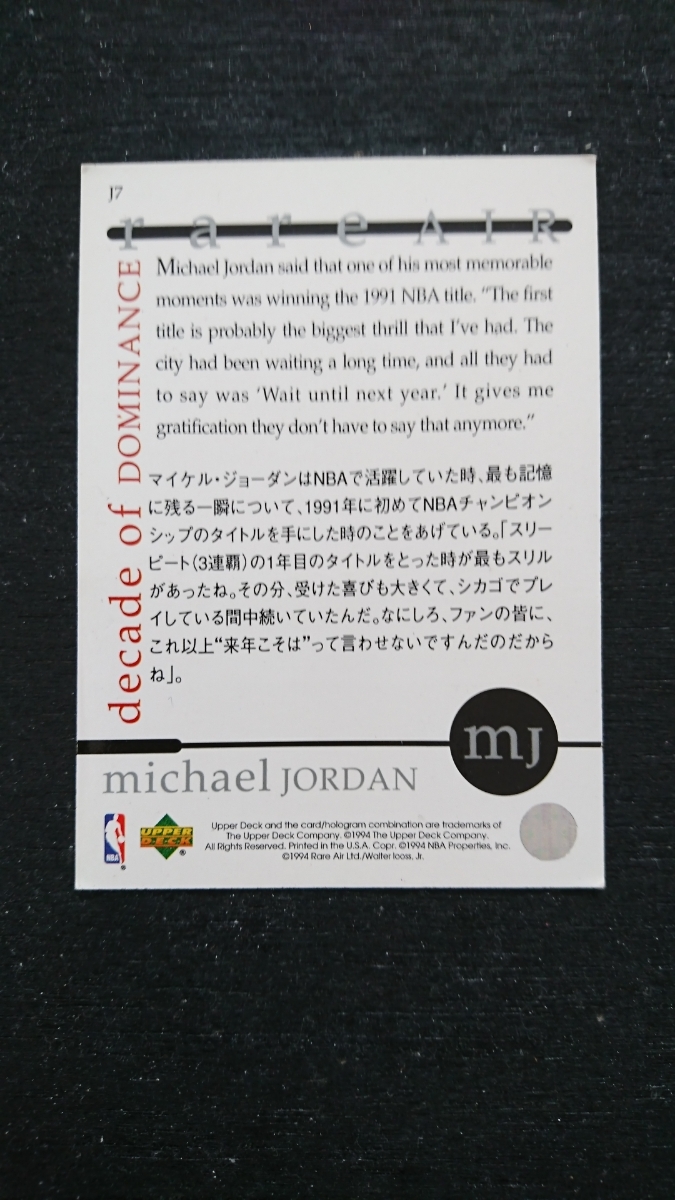 J7
rare AIR
decade of DOMINANCE
Michael Jordan said that one of his most memorable
moments was winning the 1991 NBA title. “The first
title is probably the biggest thrill that I’ve had. The
city had been waiting a long time, and all they had
to say was ‘Wait until next year.’ It gives me
gratification they don’t have to say that anymore.”
マイケル・ジョーダンはNBAで活躍していた時、最も記憶
に残る一瞬について、1991年に初めてNBAチャンピオン
シップのタイトルを手にした時のことをあげている。「スリー
ピート(3連覇)の1年目のタイトルをとった時が最もスリル
があったね。その分、受けた喜びも大きくて、シカゴでプレ
イしている間中続いていたんだ。なにしろ、ファンの皆に、
これ以上“来年こそは”って言わせないですんだのだから
ね」。
mJ
michael JORDAN
NBA
®
UPPER
DECK
®
Upper Deck and the card/hologram combination are trademarks of
The Upper Deck Company. ©1994 The Upper Deck Company.
All Rights Reserved. Printed in the U.S.A. Copr. ©1994 NBA Properties, Inc.
©1994 Rare Air Ltd./Walter Iooss, Jr.